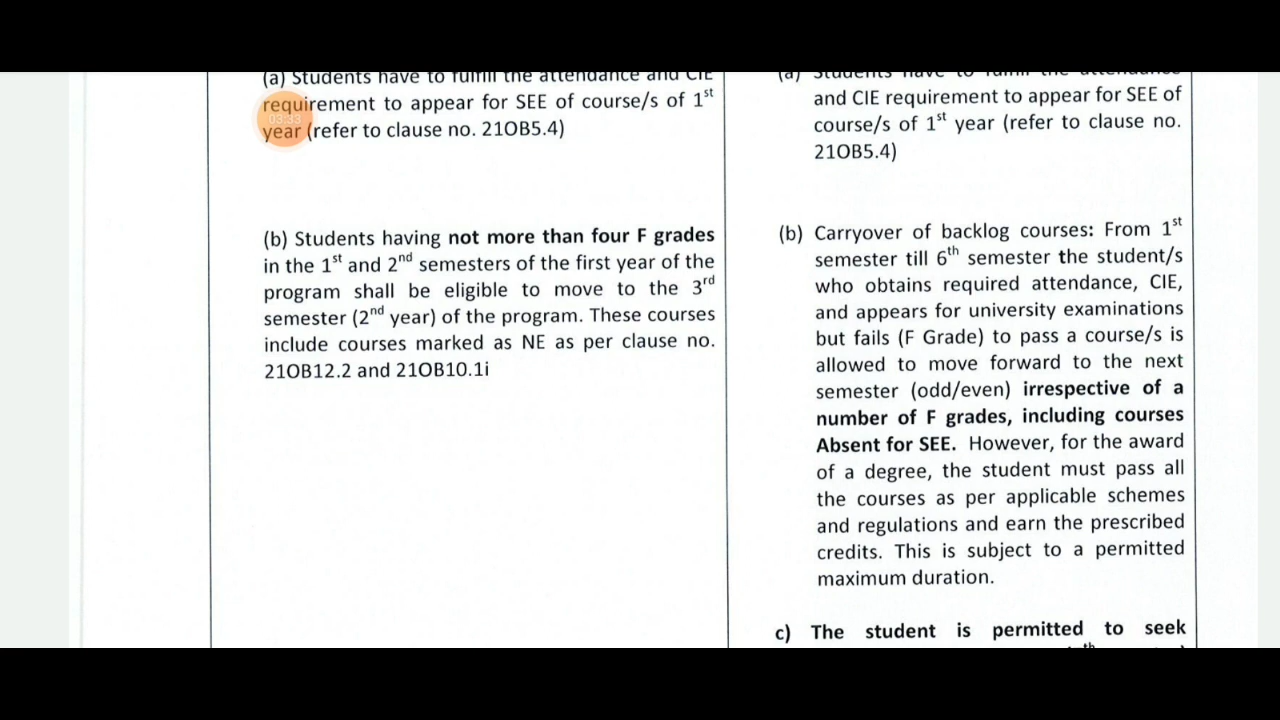 (a) Students have to fulfill the attendance and CIE
requirement to appear for SEE of course/s of 1st
year (refer to clause no. 21OB5.4)
03:33
(b) Students having not more than four F grades
in the 1st and 2nd semesters of the first year of the
program shall be eligible to move to the 3rd
semester (2nd year) of the program. These courses
include courses marked as NE as per clause no.
21OB12.2 and 21OB10.1i
(a) Students have to fulfill the attendance
and CIE requirement to appear for SEE of
course/s of 1st year (refer to clause no.
21OB5.4)
(b) Carryover of backlog courses: From 1st
semester till 6th semester the student/s
who obtains required attendance, CIE,
and appears for university examinations
but fails (F Grade) to pass a course/s is
allowed to move forward to the next
semester (odd/even) irrespective of a
number of F grades, including courses
Absent for SEE. However, for the award
of a degree, the student must pass all
the courses as per applicable schemes
and regulations and earn the prescribed
credits. This is subject to a permitted
maximum duration.
c) The student is permitted to seek